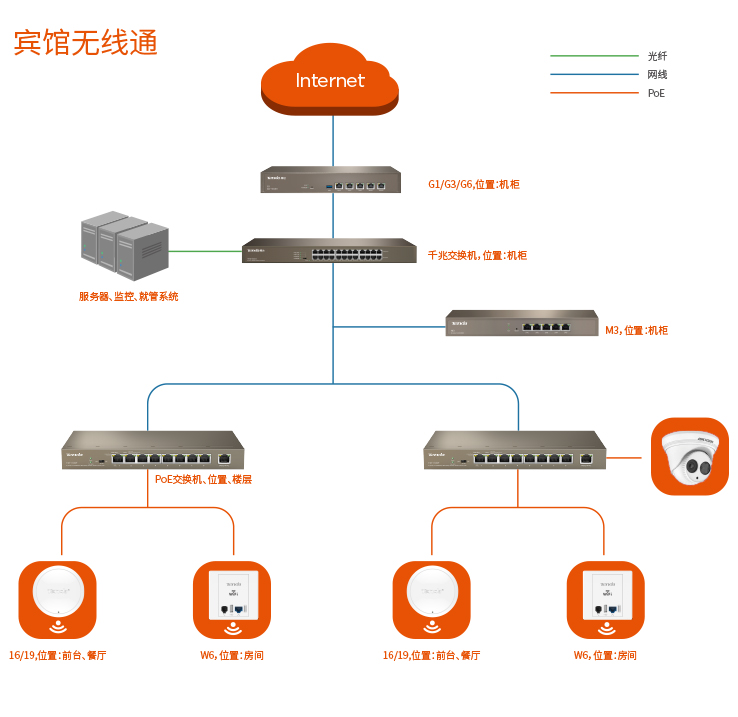 宾馆无线通
Internet
光纤
网线
PoE
G1/G3/G6,位置:机柜
千兆交换机，位置:机柜
服务器、监控、就管系统
M3，位置:机柜
PoE交换机、位置、楼层
16/19,位置:前台、餐厅
W6，位置:房间
16/19,位置:前台、餐厅
W6，位置:房间